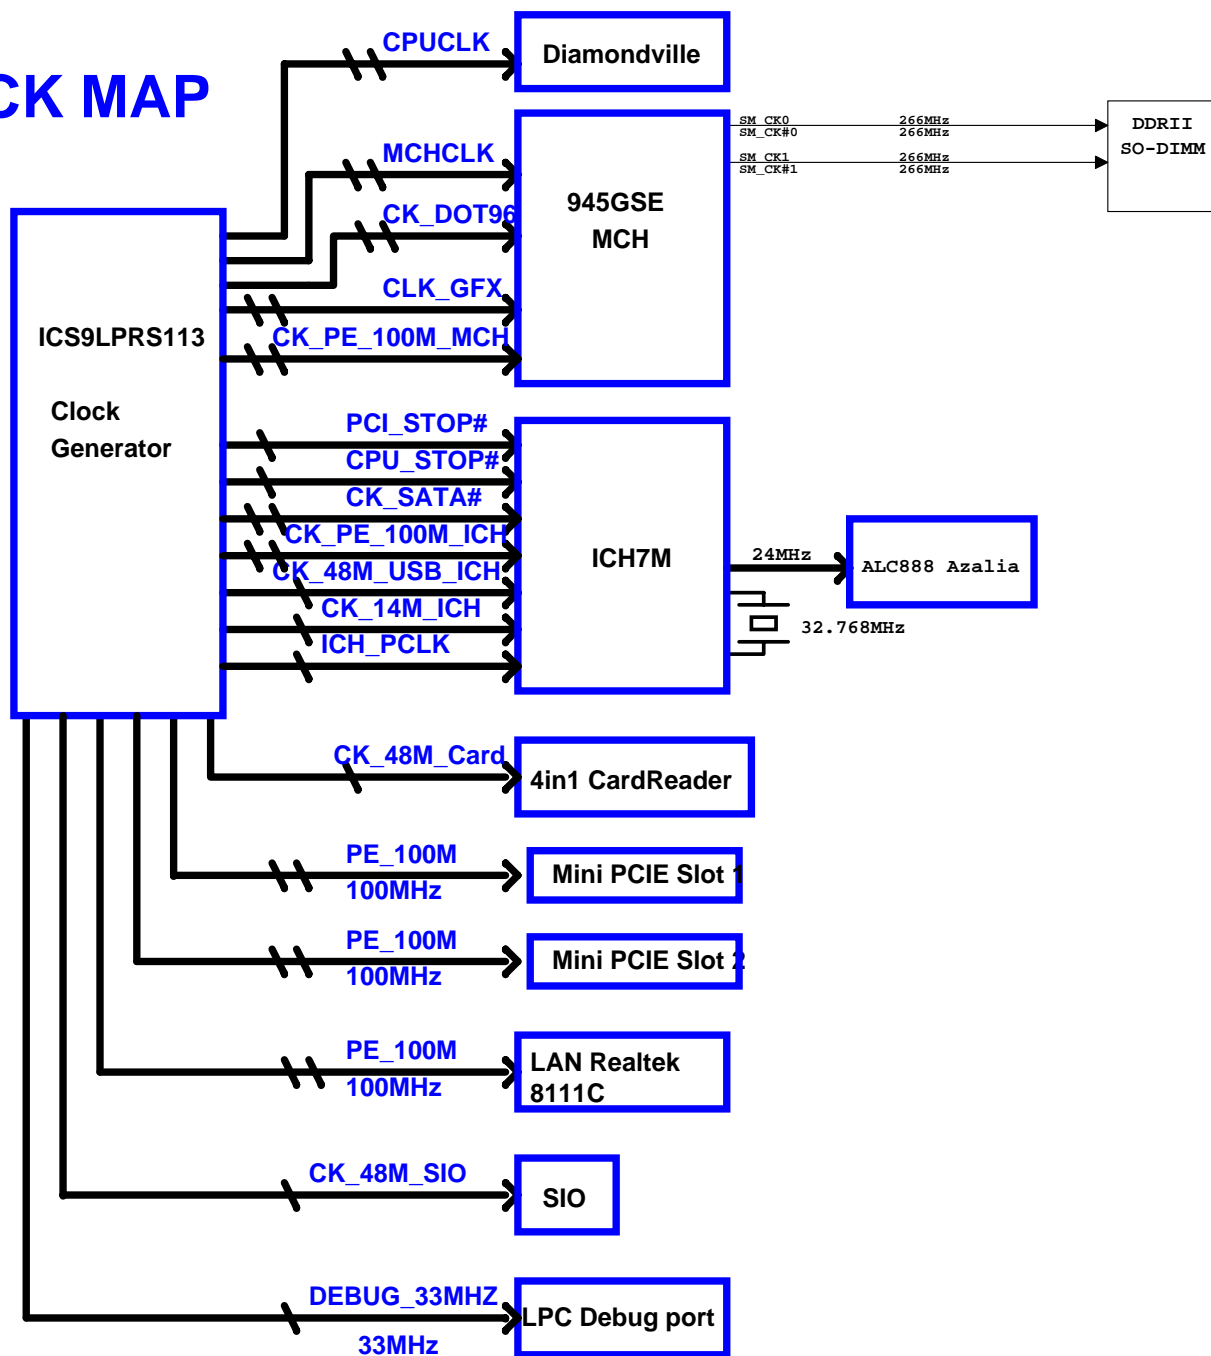 CK MAP
CPUCLK
Diamondville
SM_CK0 266MHz
SM_CK#0 266MHz
SM_CK1 266MHz
SM_CK#1 266MHz
DDRII
SO-DIMM
MCHCLK
CK_DOT96
CLK_GFX
CK_PE_100M_MCH
945GSE
MCH
ICS9LPRS113
Clock
Generator
PCI_STOP#
CPU_STOP#
CK_SATA#
CK_PE_100M_ICH
CK_48M_USB_ICH
CK_14M_ICH
ICH_PCLK
ICH7M
24MHz
ALC888 Azalia
32.768MHz
CK_48M_Card
4in1 CardReader
PE_100M
100MHz
Mini PCIE Slot 1
PE_100M
100MHz
Mini PCIE Slot 2
PE_100M
100MHz
LAN Realtek
8111C
CK_48M_SIO
SIO
DEBUG_33MHZ
33MHz
LPC Debug port